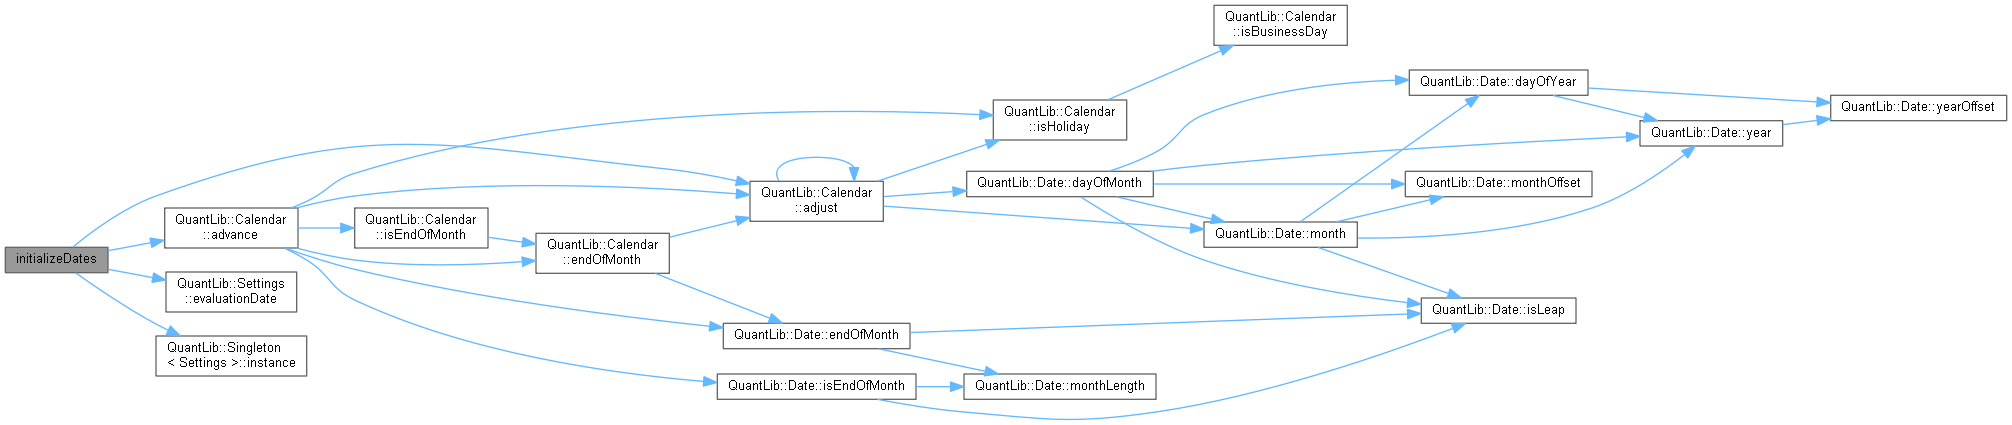 initializeDates
QuantLib::Calendar
::advance
QuantLib::Settings
::evaluationDate
QuantLib::Singleton
< Settings >::instance
QuantLib::Calendar
::isEndOfMonth
QuantLib::Calendar
::endOfMonth
QuantLib::Calendar
::adjust
QuantLib::Date::endOfMonth
QuantLib::Date::isEndOfMonth
QuantLib::Calendar
::isHoliday
QuantLib::Date::dayOfMonth
QuantLib::Date::monthLength
QuantLib::Calendar
::isBusinessDay
QuantLib::Date::month
QuantLib::Date::dayOfYear
QuantLib::Date::monthOffset
QuantLib::Date::isLeap
QuantLib::Date::year
QuantLib::Date::yearOffset